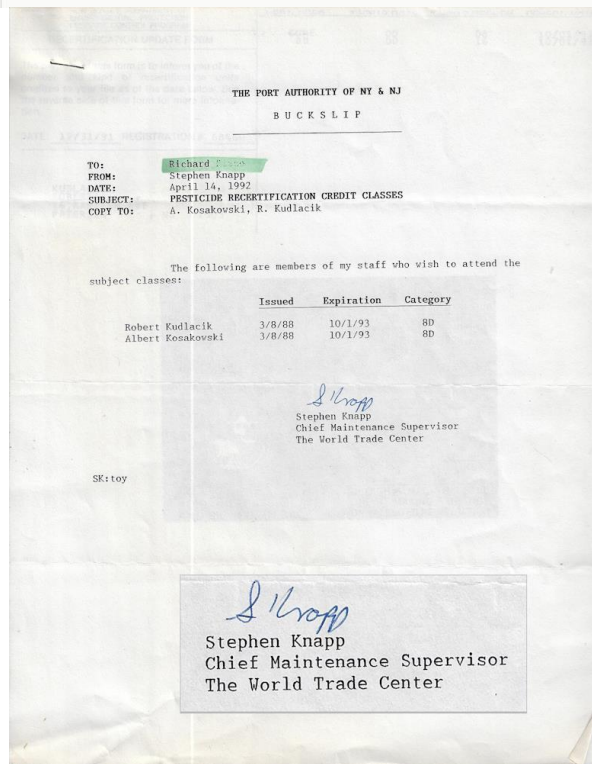 THE PORT AUTHORITY OF NY & NJ
BUCKSLIP
TO: Richard
FROM: Stephen Knapp
DATE: April 14, 1992
SUBJECT: PESTICIDE RECERTIFICATION CREDIT CLASSES
COPY TO: A. Kosakowski, R. Kudlacik
The following are members of my staff who wish to attend the
subject classes:
Issued Expiration Category
Robert Kudlacik 3/8/88 10/1/93 8D
Albert Kosakovski 3/8/88 10/1/93 8D
S Knapp
Stephen Knapp
Chief Maintenance Supervisor
The World Trade Center
SK:toy
S Knapp
Stephen Knapp
Chief Maintenance Supervisor
The World Trade Center